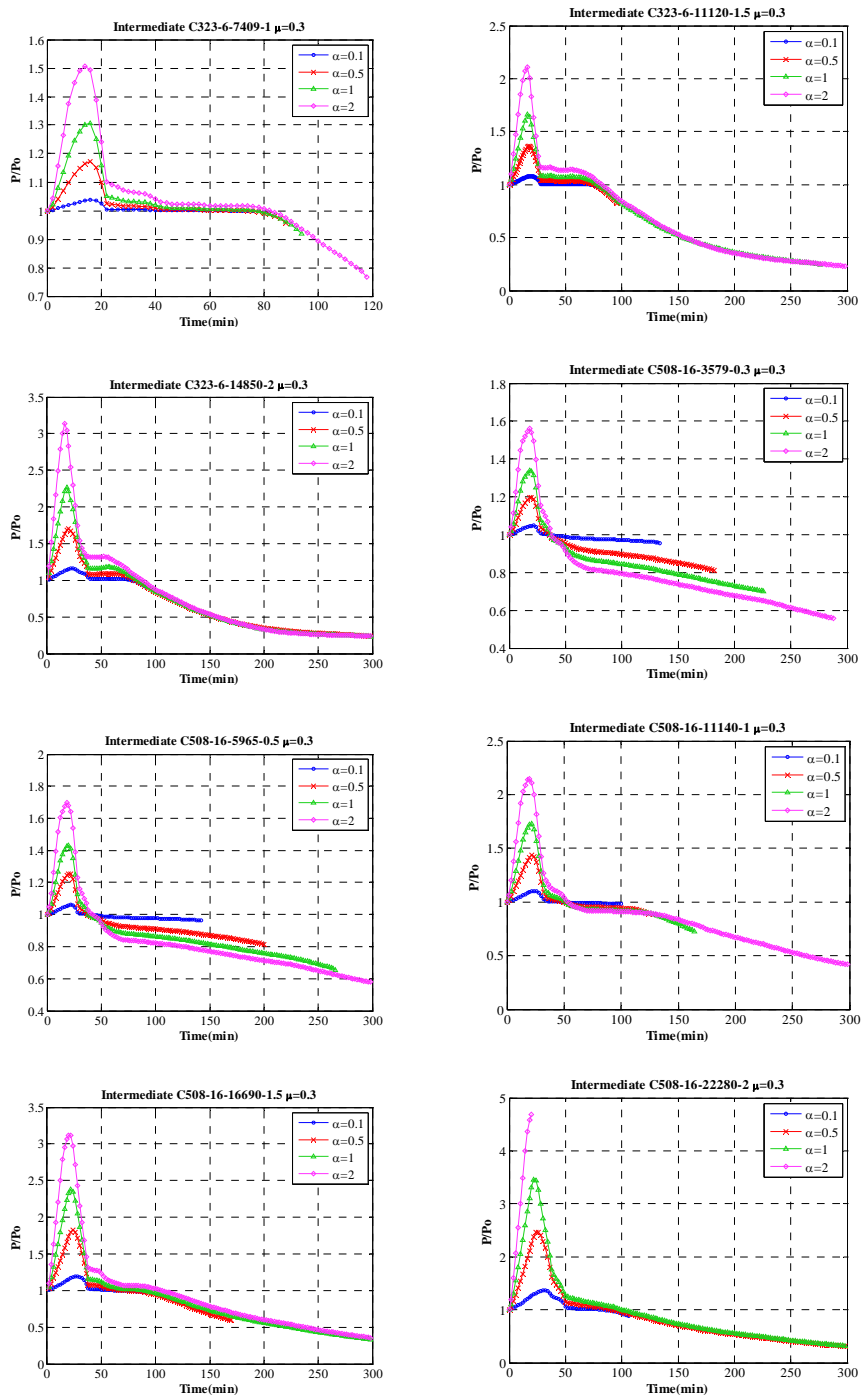 Intermediate C323-6-7409-1 μ=0.3
P/Po
1.6
1.5
1.4
1.3
1.2
1.1
1
0.9
0.8
0.7
0 20 40 60 80 100 120
Time(min)
α=0.1
α=0.5
α=1
α=2
Intermediate C323-6-11120-1.5 μ=0.3
P/Po
2.5
2
1.5
1
0.5
0
0 50 100 150 200 250 300
Time(min)
α=0.1
α=0.5
α=1
α=2
Intermediate C323-6-14850-2 μ=0.3
P/Po
3.5
3
2.5
2
1.5
1
0.5
0
0 50 100 150 200 250 300
Time(min)
α=0.1
α=0.5
α=1
α=2
Intermediate C508-16-3579-0.3 μ=0.3
P/Po
1.8
1.6
1.4
1.2
1
0.8
0.6
0.4
0 50 100 150 200 250 300
Time(min)
α=0.1
α=0.5
α=1
α=2
Intermediate C508-16-5965-0.5 μ=0.3
P/Po
2
1.8
1.6
1.4
1.2
1
0.8
0.6
0.4
0 50 100 150 200 250 300
Time(min)
α=0.1
α=0.5
α=1
α=2
Intermediate C508-16-11140-1 μ=0.3
P/Po
2.5
2
1.5
1
0.5
0
0 50 100 150 200 250 300
Time(min)
α=0.1
α=0.5
α=1
α=2
Intermediate C508-16-16690-1.5 μ=0.3
P/Po
3.5
3
2.5
2
1.5
1
0.5
0
0 50 100 150 200 250 300
Time(min)
α=0.1
α=0.5
α=1
α=2
Intermediate C508-16-22280-2 μ=0.3
P/Po
5
4
3
2
1
0
0 50 100 150 200 250 300
Time(min)
α=0.1
α=0.5
α=1
α=2